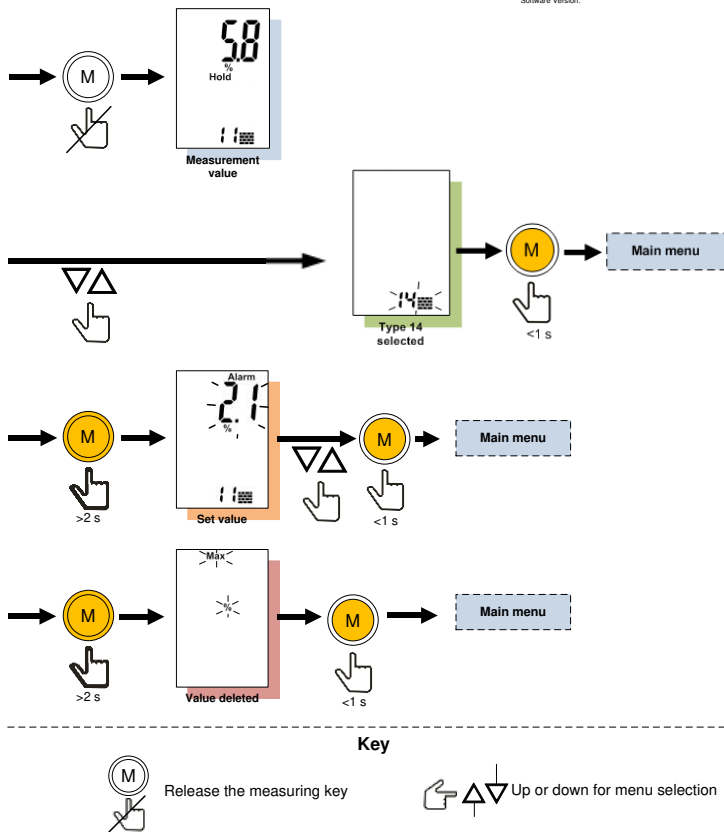 Software Version.
M
5.8
%
Hold
11
Measurement
value
14
Type 14
selected
M
<1 s
Main menu
M
>2 s
Alarm
2.1
%
11
Set value
M
<1 s
Main menu
M
>2 s
Max
%
Value deleted
M
<1 s
Main menu
Key
M
Release the measuring key
Up or down for menu selection